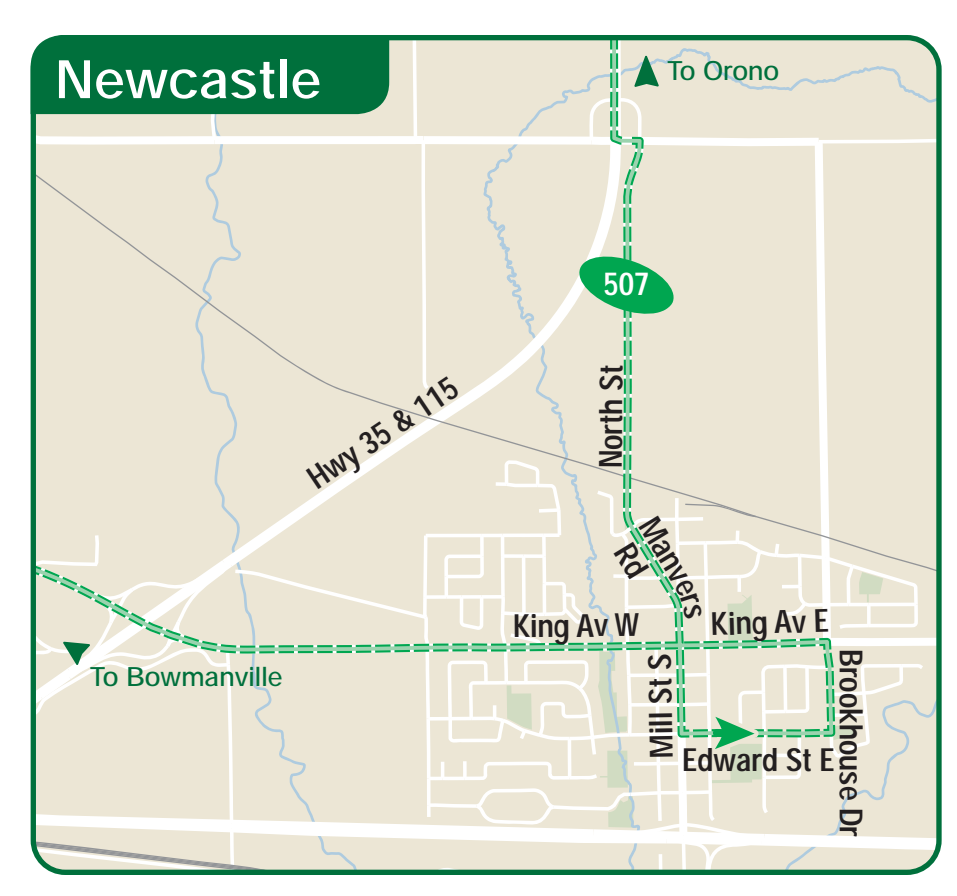 Newcastle
To Orono
507
North St
Hwy 35 & 115
Manvers
Rd
King Av W
King Av E
To Bowmanville
Mill St S
Brookhouse Dr
Edward St E